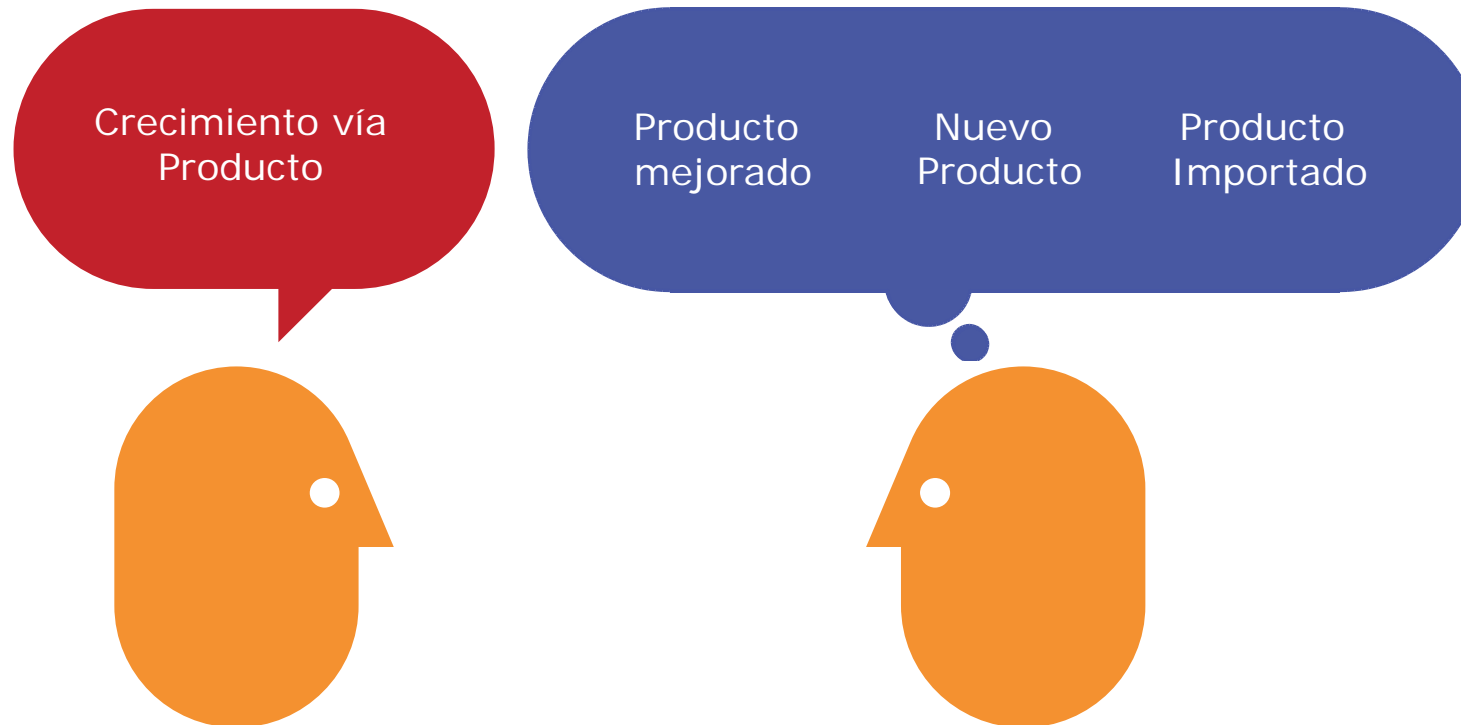 Crecimiento vía
Producto
Producto
mejorado
Nuevo
Producto
Producto
Importado